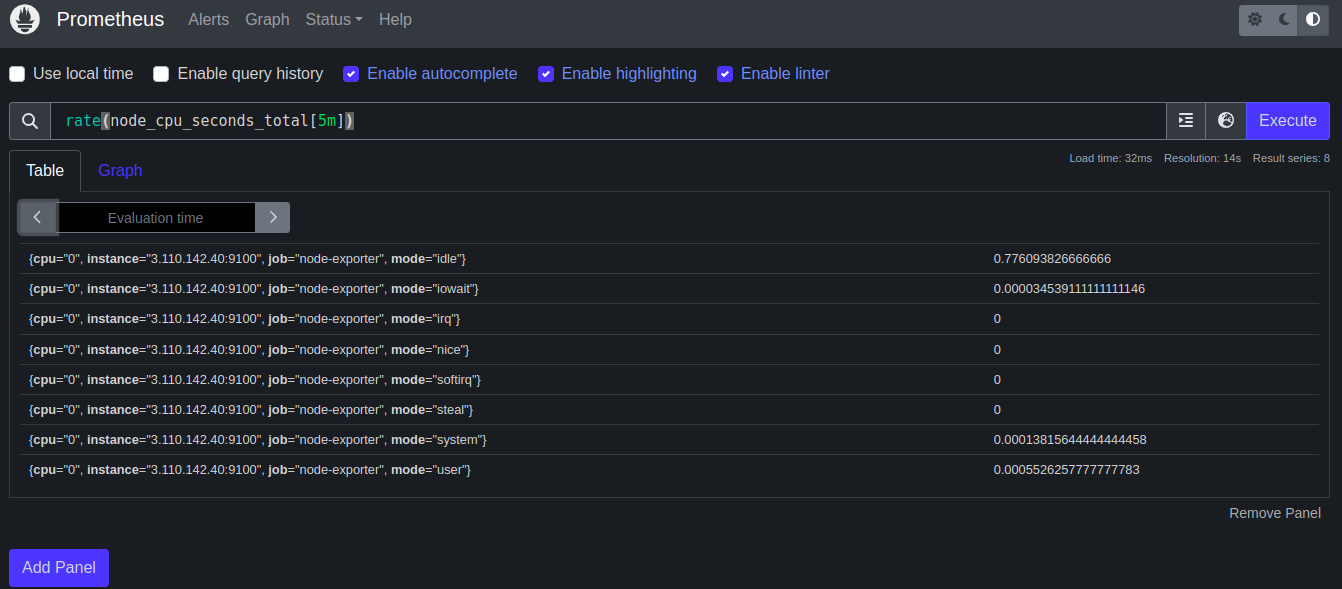 Prometheus Alerts Graph Status Help
Use local time Enable query history Enable autocomplete Enable highlighting Enable linter
rate(node_cpu_seconds_total[5m]) Execute
Table Graph Load time: 32ms Resolution: 14s Result series: 8
Evaluation time
{cpu="0", instance="3.110.142.40:9100", job="node-exporter", mode="idle"} 0.776093826666666
{cpu="0", instance="3.110.142.40:9100", job="node-exporter", mode="iowait"} 0.000034539111111111146
{cpu="0", instance="3.110.142.40:9100", job="node-exporter", mode="irq"} 0
{cpu="0", instance="3.110.142.40:9100", job="node-exporter", mode="nice"} 0
{cpu="0", instance="3.110.142.40:9100", job="node-exporter", mode="softirq"} 0
{cpu="0", instance="3.110.142.40:9100", job="node-exporter", mode="steal"} 0
{cpu="0", instance="3.110.142.40:9100", job="node-exporter", mode="system"} 0.00013815644444444458
{cpu="0", instance="3.110.142.40:9100", job="node-exporter", mode="user"} 0.0005526257777777783
Remove Panel
Add Panel